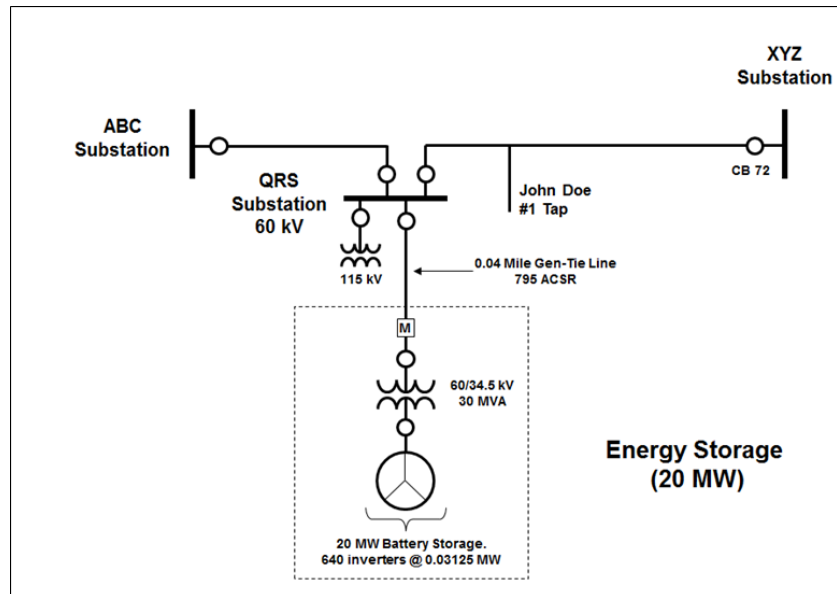 XYZ
Substation
ABC
Substation
CB 72
QRS
Substation
60 kV
John Doe
#1 Tap
115 kV
0.04 Mile Gen-Tie Line
795 ACSR
M
60/34.5 kV
30 MVA
Energy Storage
(20 MW)
20 MW Battery Storage.
640 inverters @ 0.03125 MW